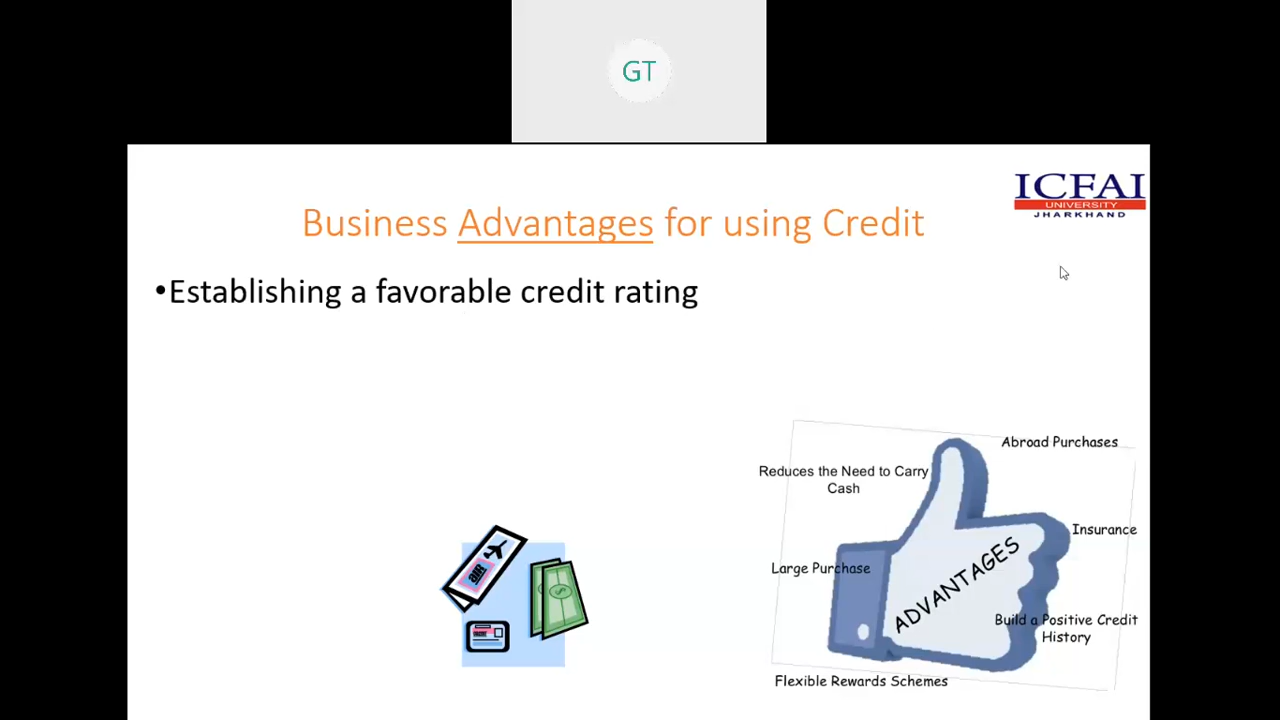 GT
ICFAI
UNIVERSITY
JHARKHAND
Business Advantages for using Credit
•Establishing a favorable credit rating
Abroad Purchases
Reduces the Need to Carry
Cash
Insurance
Large Purchase
ADVANTAGES
Build a Positive Credit
History
Flexible Rewards Schemes
AIR